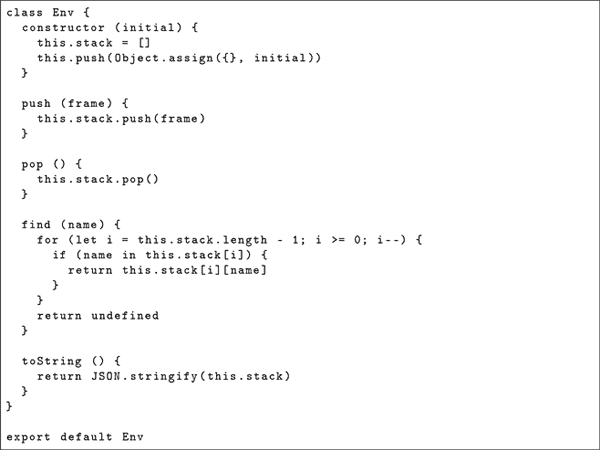 class Env {
  constructor (initial) {
    this.stack = []
    this.push(Object.assign({}, initial))
  }

  push (frame) {
    this.stack.push(frame)
  }

  pop () {
    this.stack.pop()
  }

  find (name) {
    for (let i = this.stack.length - 1; i >= 0; i--) {
      if (name in this.stack[i]) {
        return this.stack[i][name]
      }
    }
    return undefined
  }

  toString () {
    return JSON.stringify(this.stack)
  }
}

export default Env